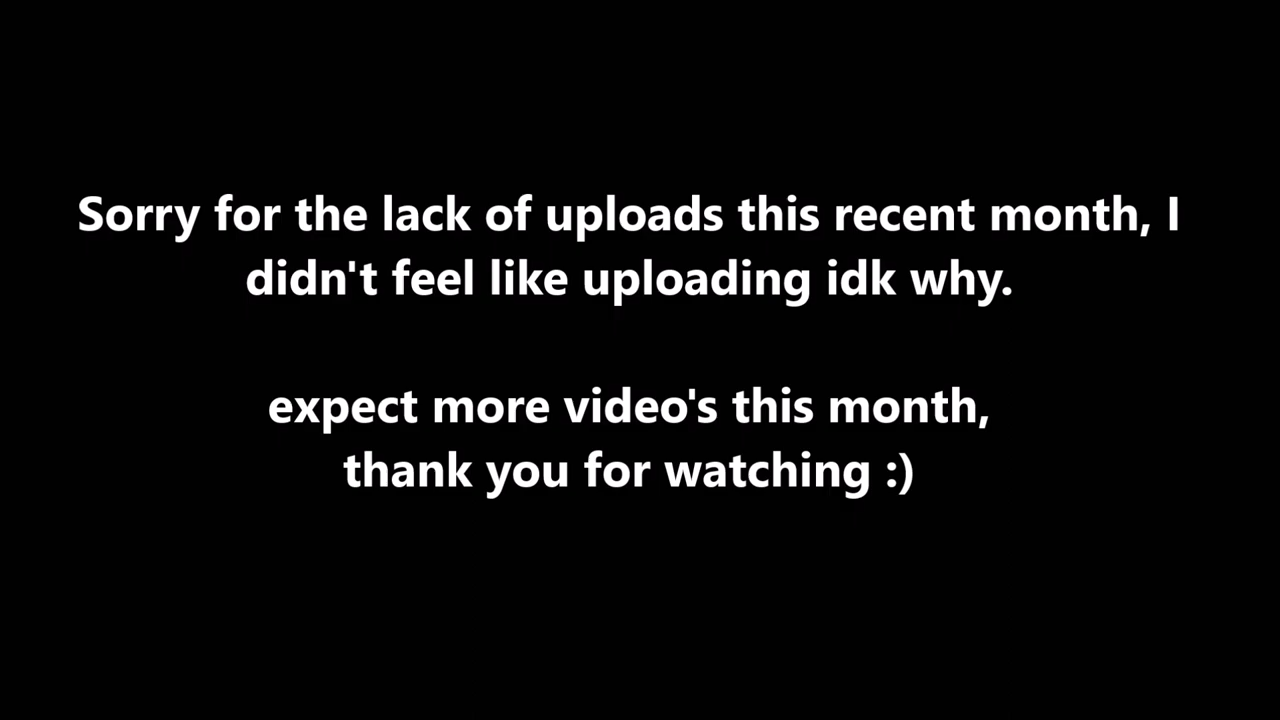 Sorry for the lack of uploads this recent month, I
didn't feel like uploading idk why.
expect more video's this month,
thank you for watching :)